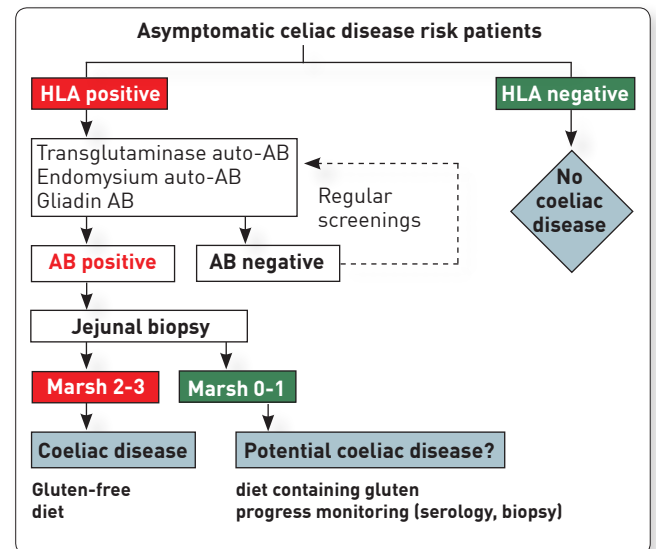 Asymptomatic celiac disease risk patients
HLA positive
HLA negative
Transglutaminase auto-AB
Endomysium auto-AB
Gliadin AB
Regular
screenings
No
coeliac
disease
AB positive
AB negative
Jejunal biopsy
Marsh 2-3
Marsh 0-1
Coeliac disease
Potential coeliac disease?
Gluten-free
diet
diet containing gluten
progress monitoring (serology, biopsy)